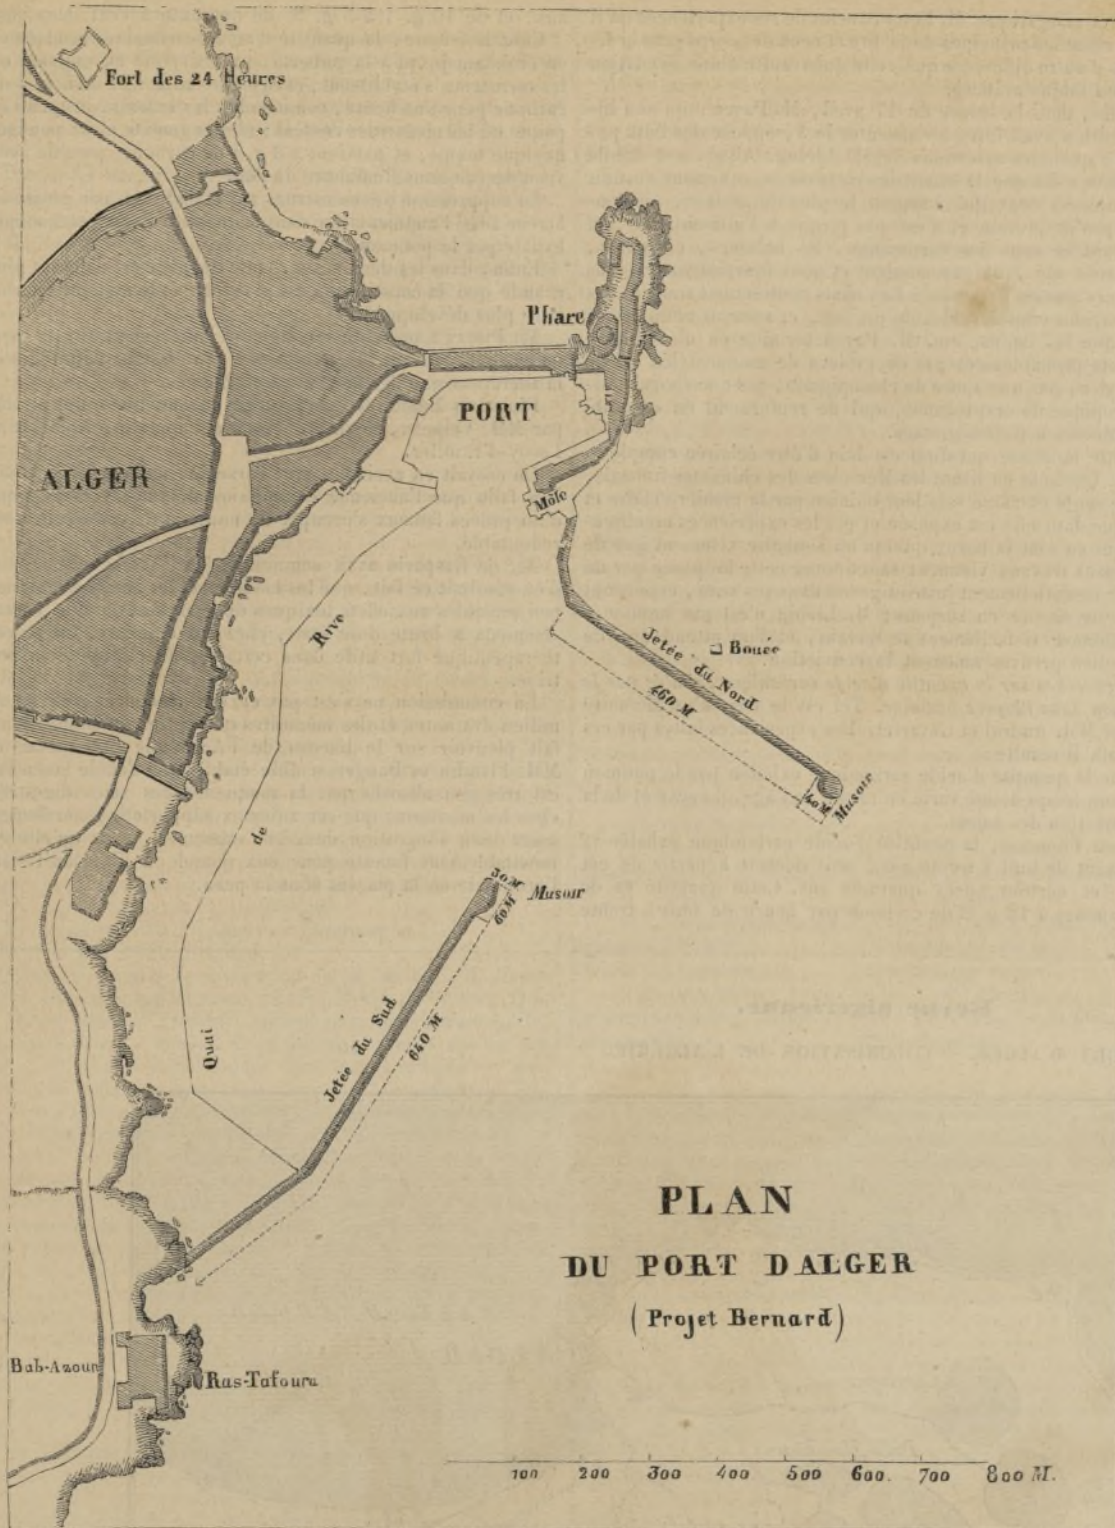 Fort des 24 Heures
Phare
PORT
ALGER
Môle
Rive
de
Quai
Jetée du Nord
Bouée
460 M
40 M
Musoir
30 M
60 M
Musoir
Jetée du Sud
640 M
PLAN
DU PORT D ALGER
(Projet Bernard)
Bab-Azoun
Ras-Tafoura
100 200 300 400 500 600. 700 800 M.